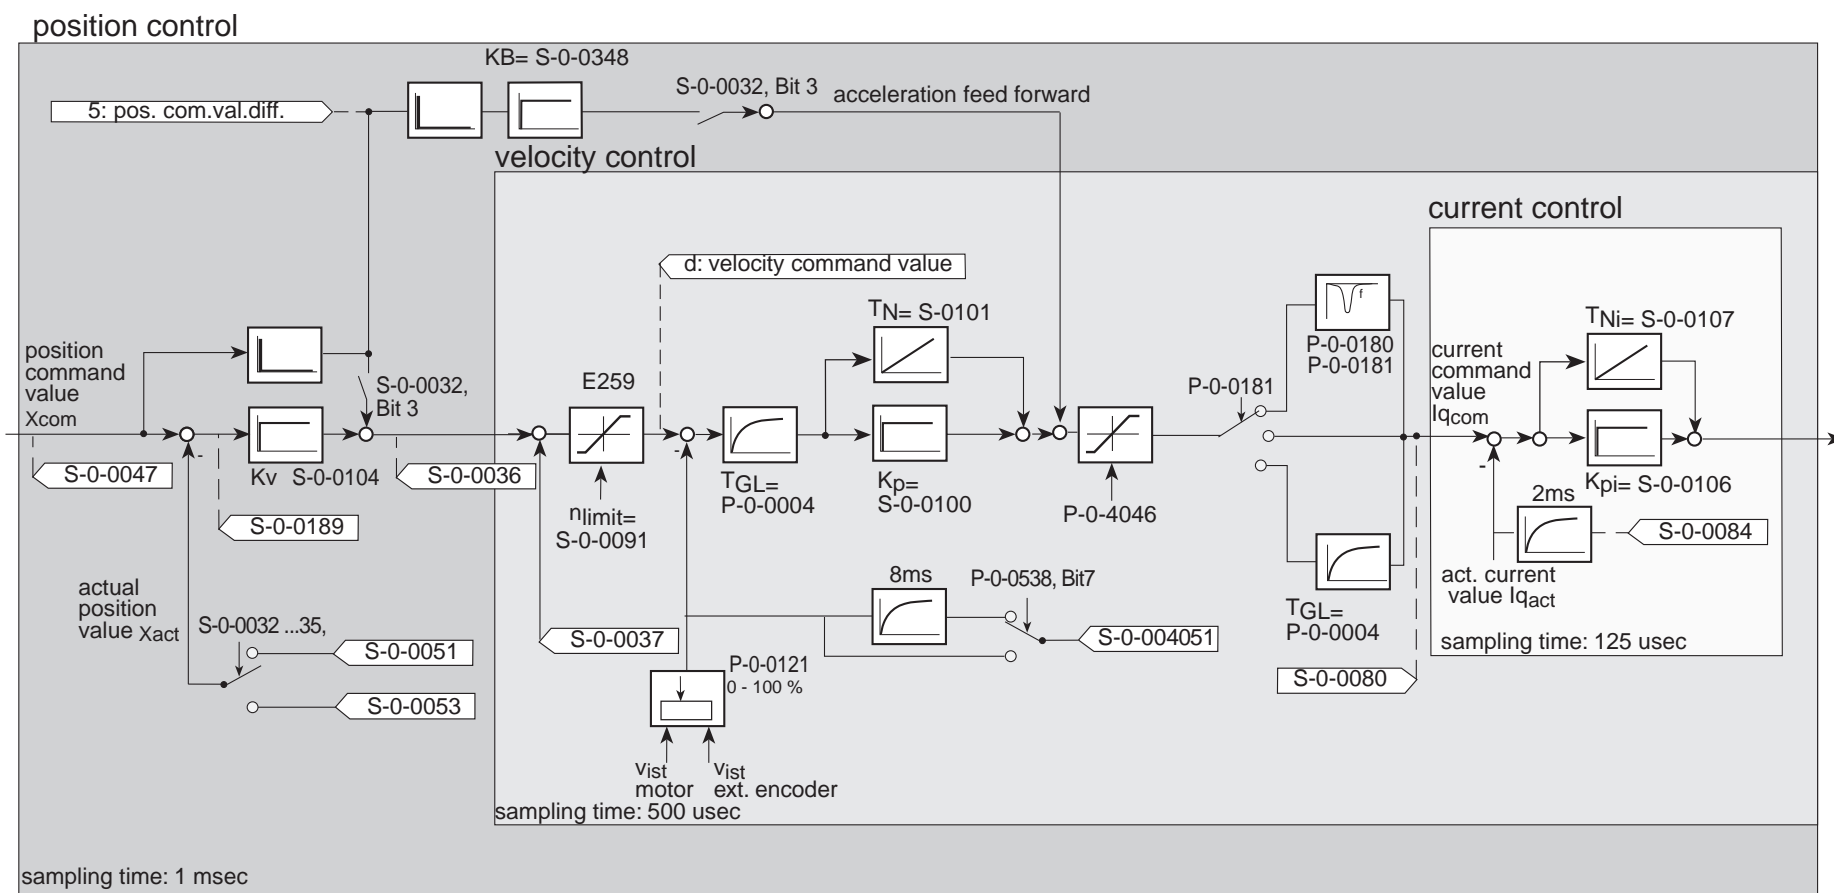 position control
KB= S-0-0348
S-0-0032, Bit 3
acceleration feed forward
5: pos. com.val.diff.
velocity control
current control
d: velocity command value
TN= S-0101
TNi= S-0-0107
P-0-0180
P-0-0181
position
command
value
Xcom
S-0-0032,
Bit 3
E259
P-0-0181
current
command
value
Iqcom
f
-
S-0-0047
Kv S-0-0104
S-0-0036
-
TGL=
P-0-0004
Kp=
S-0-0100
P-0-4046
-
Kpi= S-0-0106
2ms
S-0-0084
S-0-0189
nlimit=
S-0-0091
act. current
value Iqact
actual
position
value Xact
S-0-0032 ...35,
8ms
P-0-0538, Bit7
TGL=
P-0-0004
S-0-0051
S-0-0037
S-0-004051
sampling time: 125 usec
P-0-0121
0 - 100 %
S-0-0080
S-0-0053
vist
motor
vist
ext. encoder
sampling time: 500 usec
sampling time: 1 msec